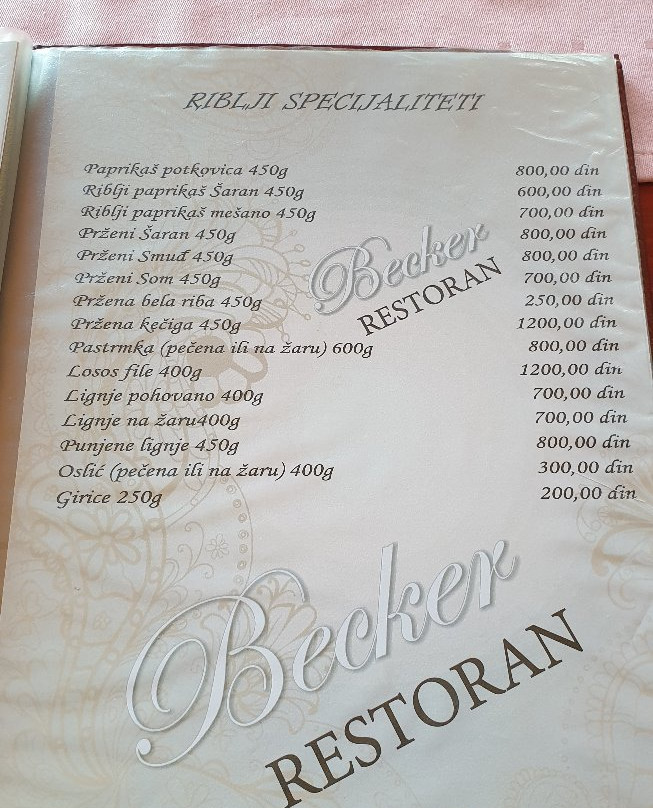 RIBLJI SPECIJALITETI
Paprikaš potkovica 450g 800,00 din
Riblji paprikaš Šaran 450g 600,00 din
Riblji paprikaš mešano 450g 700,00 din
Prženi Šaran 450g 800,00 din
Prženi Smuđ 450g 800,00 din
Prženi Som 450g 700,00 din
Pržena bela riba 450g 250,00 din
Pržena kečiga 450g 1200,00 din
Pastrmka (pečena ili na žaru) 600g 800,00 din
Losos file 400g 1200,00 din
Lignje pohovano 400g 700,00 din
Lignje na žaru400g 700,00 din
Punjene lignje 450g 800,00 din
Oslić (pečena ili na žaru) 400g 300,00 din
Girice 250g 200,00 din
Becker
RESTORAN
Becker
RESTORAN